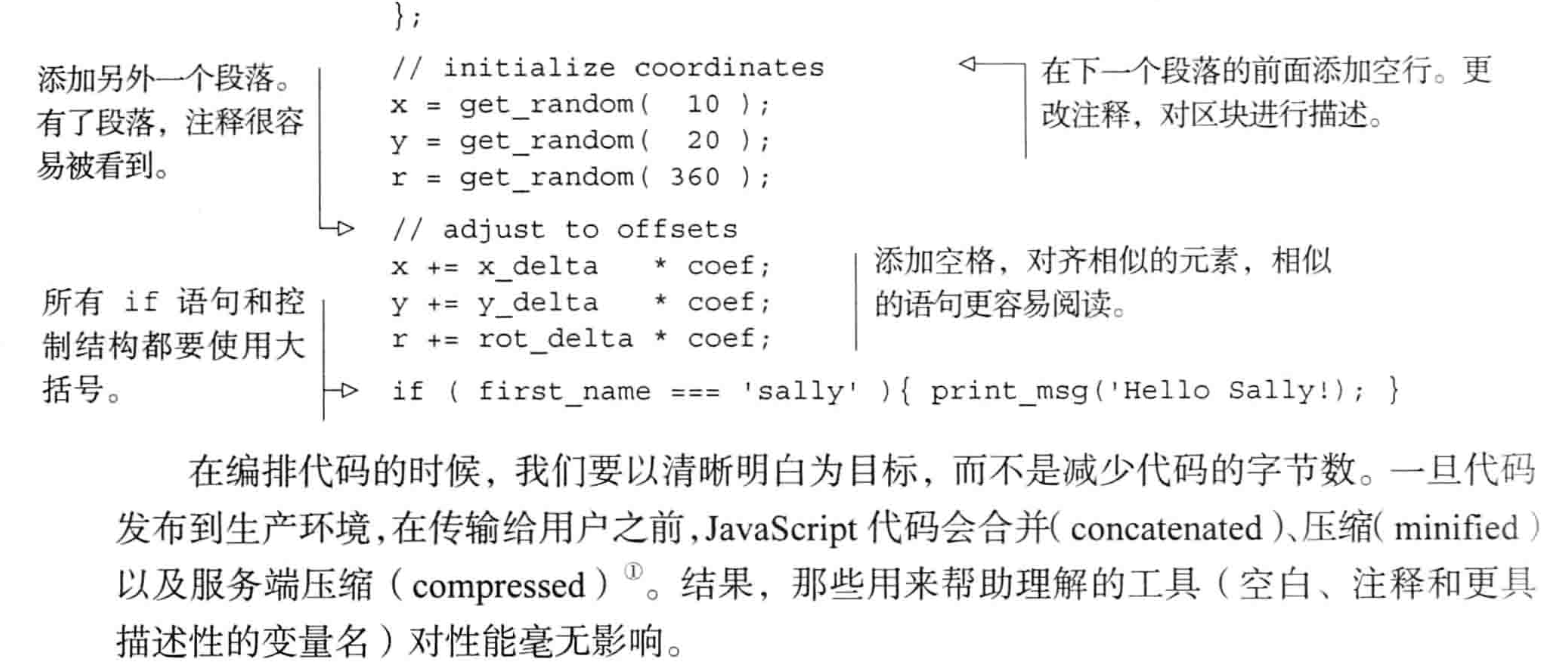 };
添加另外一个段落。
有了段落，注释很容
易被看到。
// initialize coordinates
x = get_random(  10 );
y = get_random(  20 );
r = get_random( 360 );
在下一个段落的前面添加空行。更
改注释，对区块进行描述。
// adjust to offsets
x += x_delta   * coef;
y += y_delta   * coef;
r += rot_delta * coef;
添加空格，对齐相似的元素，相似
的语句更容易阅读。
所有 if 语句和控
制结构都要使用大
括号。
if ( first_name === 'sally' ){ print_msg('Hello Sally!); }
在编排代码的时候，我们要以清晰明白为目标，而不是减少代码的字节数。一旦代码
发布到生产环境，在传输给用户之前，JavaScript 代码会合并（concatenated）、压缩（minified）
以及服务端压缩（compressed）①。结果，那些用来帮助理解的工具（空白、注释和更具
描述性的变量名）对性能毫无影响。